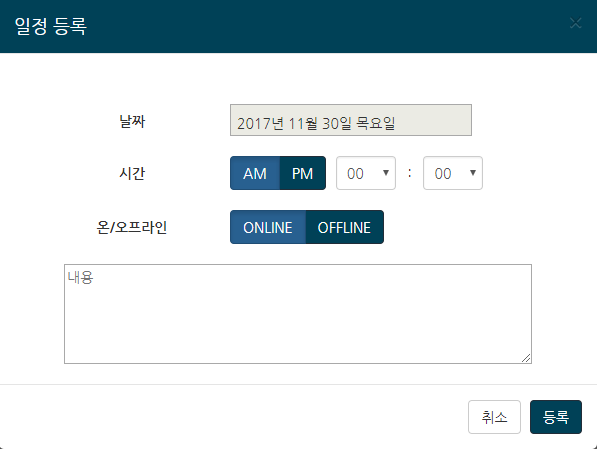 일정 등록 ×
날짜 2017년 11월 30일 목요일
시간 AM PM 00 : 00
온/오프라인 ONLINE OFFLINE
내용
취소 등록